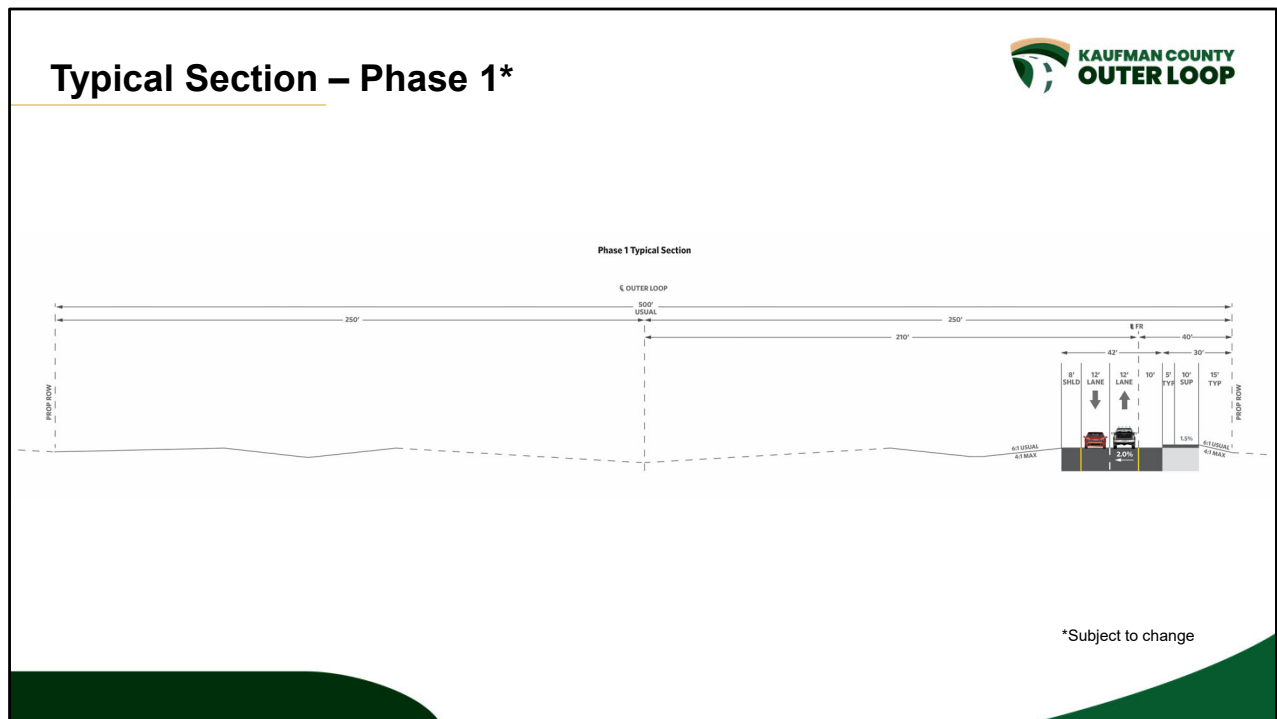 Typical Section – Phase 1*
KAUFMAN COUNTY
OUTER LOOP
Phase 1 Typical Section
℄ OUTER LOOP
500'
USUAL
250'
250'
℄ FR
210'
40'
42'
30'
8'
SHLD
12'
LANE
12'
LANE
10'
5'
TYP
10'
SUP
15'
TYP
PROP ROW
PROP ROW
1.5%
6:1 USUAL
4:1 MAX
2.0%
6:1 USUAL
4:1 MAX
*Subject to change